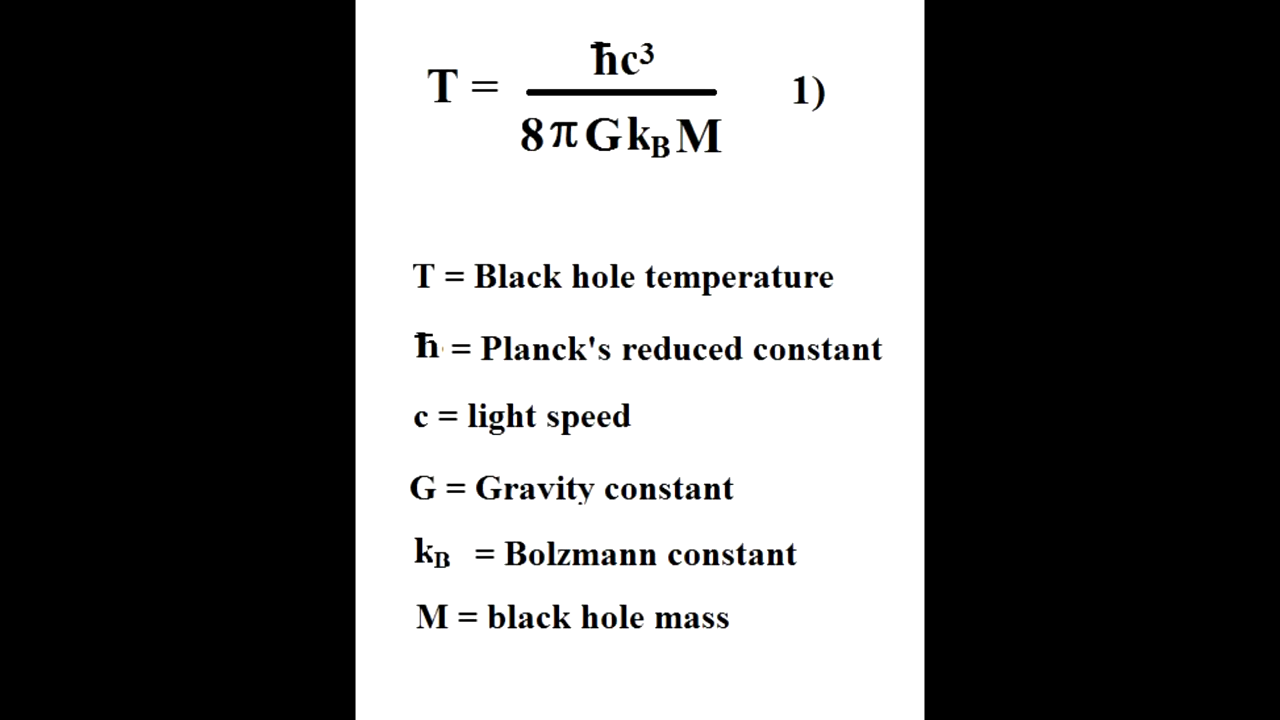 T = ħc³ / 8πGk_BM 1)
T = Black hole temperature
ħ = Planck's reduced constant
c = light speed
G = Gravity constant
k_B = Bolzmann constant
M = black hole mass